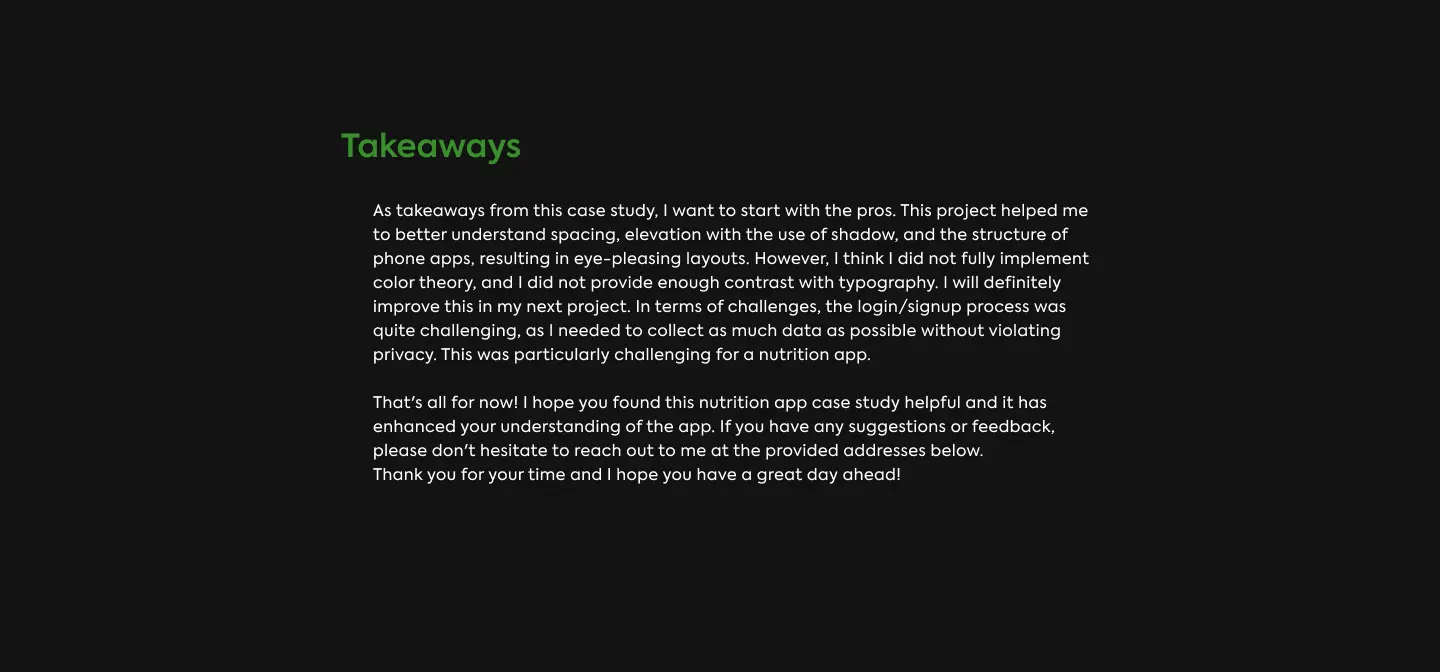 Takeaways
As takeaways from this case study, I want to start with the pros. This project helped me
to better understand spacing, elevation with the use of shadow, and the structure of
phone apps, resulting in eye-pleasing layouts. However, I think I did not fully implement
color theory, and I did not provide enough contrast with typography. I will definitely
improve this in my next project. In terms of challenges, the login/signup process was
quite challenging, as I needed to collect as much data as possible without violating
privacy. This was particularly challenging for a nutrition app.
That's all for now! I hope you found this nutrition app case study helpful and it has
enhanced your understanding of the app. If you have any suggestions or feedback,
please don't hesitate to reach out to me at the provided addresses below.
Thank you for your time and I hope you have a great day ahead!